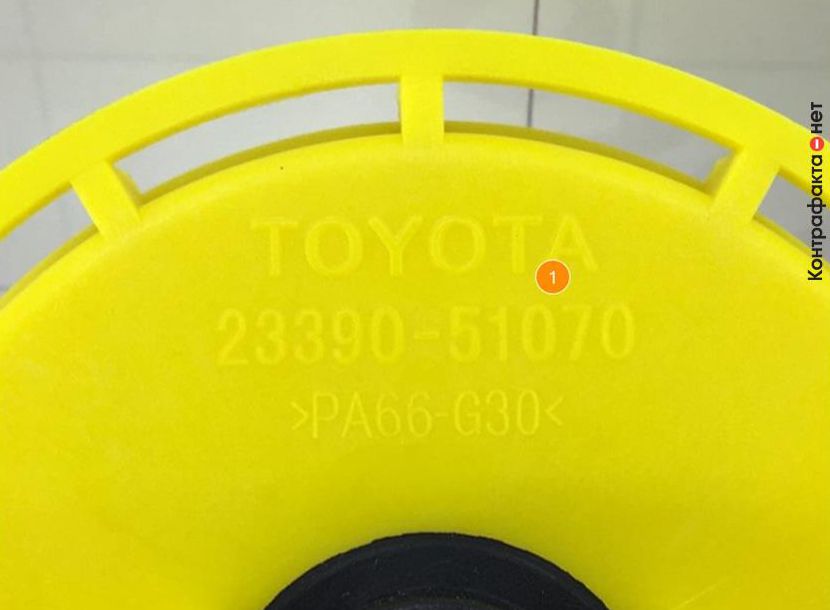 TOYOTA
1
23390-51070
>PA66-G30<
Контрафакта нет